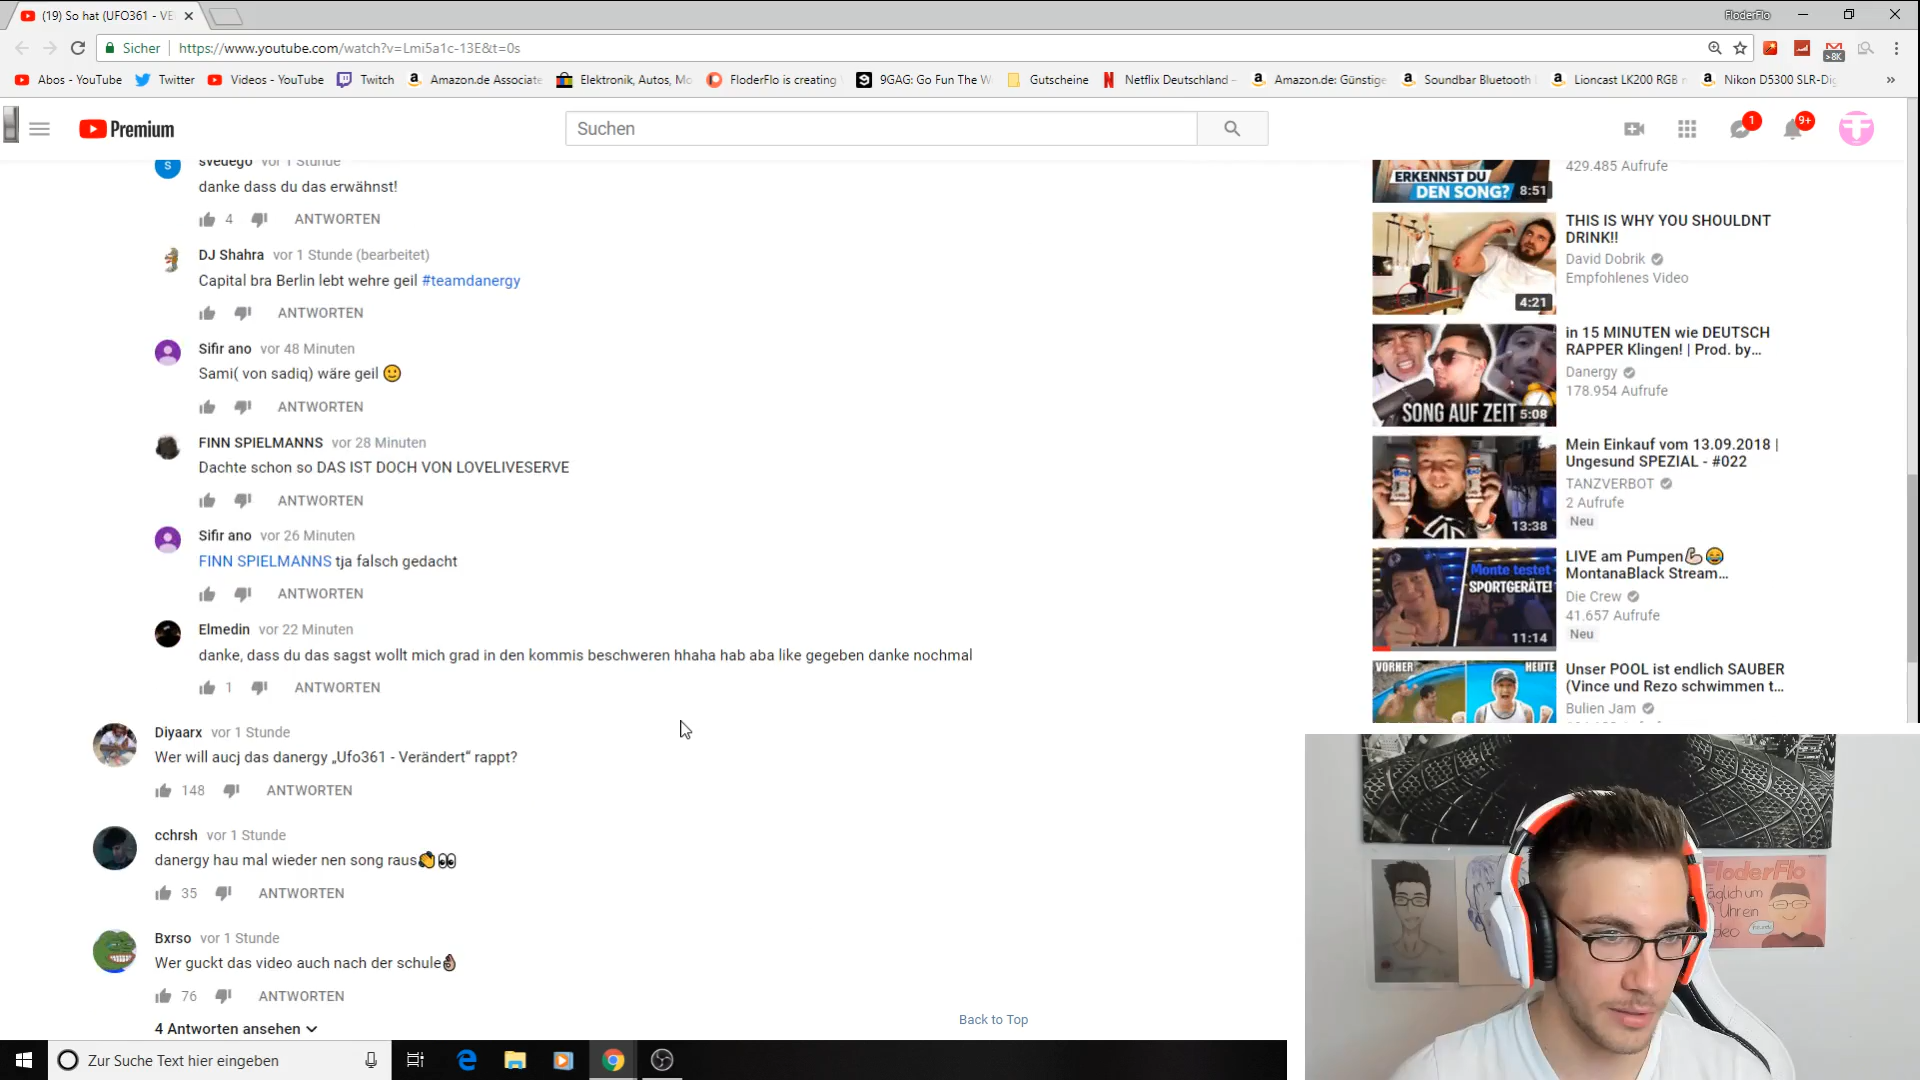 (19) So hat (UFO361 - VE
FloderFlo
Sicher
https://www.youtube.com/watch?v=Lmi5a1c-13E&t=0s
>8K
Abos - YouTube
Twitter
Videos - YouTube
Twitch
Amazon.de Associate
Elektronik, Autos, Mo
FloderFlo is creating
9GAG: Go Fun The W
Gutscheine
Netflix Deutschland -
Amazon.de: Günstige
Soundbar Bluetooth
Lioncast LK200 RGB
Nikon D5300 SLR-Dig
»
Premium
Suchen
1
9+
svedego vor 1 Stunde
danke dass du das erwähnst!
4 ANTWORTEN
DJ Shahra vor 1 Stunde (bearbeitet)
Capital bra Berlin lebt wehre geil #teamdanergy
ANTWORTEN
Sifir ano vor 48 Minuten
Sami( von sadiq) wäre geil 🙂
ANTWORTEN
FINN SPIELMANNS vor 28 Minuten
Dachte schon so DAS IST DOCH VON LOVELIVESERVE
ANTWORTEN
Sifir ano vor 26 Minuten
FINN SPIELMANNS tja falsch gedacht
ANTWORTEN
Elmedin vor 22 Minuten
danke, dass du das sagst wollt mich grad in den kommis beschweren hhaha hab aba like gegeben danke nochmal
1 ANTWORTEN
Diyaarx vor 1 Stunde
Wer will aucj das danergy „Ufo361 - Verändert“ rappt?
148 ANTWORTEN
cchrsh vor 1 Stunde
danergy hau mal wieder nen song raus👏👀
35 ANTWORTEN
Bxrso vor 1 Stunde
Wer guckt das video auch nach der schule👌🏿
76 ANTWORTEN
4 Antworten ansehen
Back to Top
ERKENNST DU
DEN SONG?
8:51
429.485 Aufrufe
4:21
THIS IS WHY YOU SHOULDNT
DRINK!!
David Dobrik
Empfohlenes Video
SONG AUF ZEIT
5:08
in 15 MINUTEN wie DEUTSCH
RAPPER Klingen! | Prod. by...
Danergy
178.954 Aufrufe
13:38
Mein Einkauf vom 13.09.2018 |
Ungesund SPEZIAL - #022
TANZVERBOT
2 Aufrufe
Neu
Monte testet
SPORTGERÄTE!
11:14
LIVE am Pumpen💪😂
MontanaBlack Stream...
Die Crew
41.657 Aufrufe
Neu
VORHER
HEUTE
Unser POOL ist endlich SAUBER
(Vince und Rezo schwimmen t...
Bulien Jam
FloderFlo
Täglich um
Uhren
Zur Suche Text hier eingeben